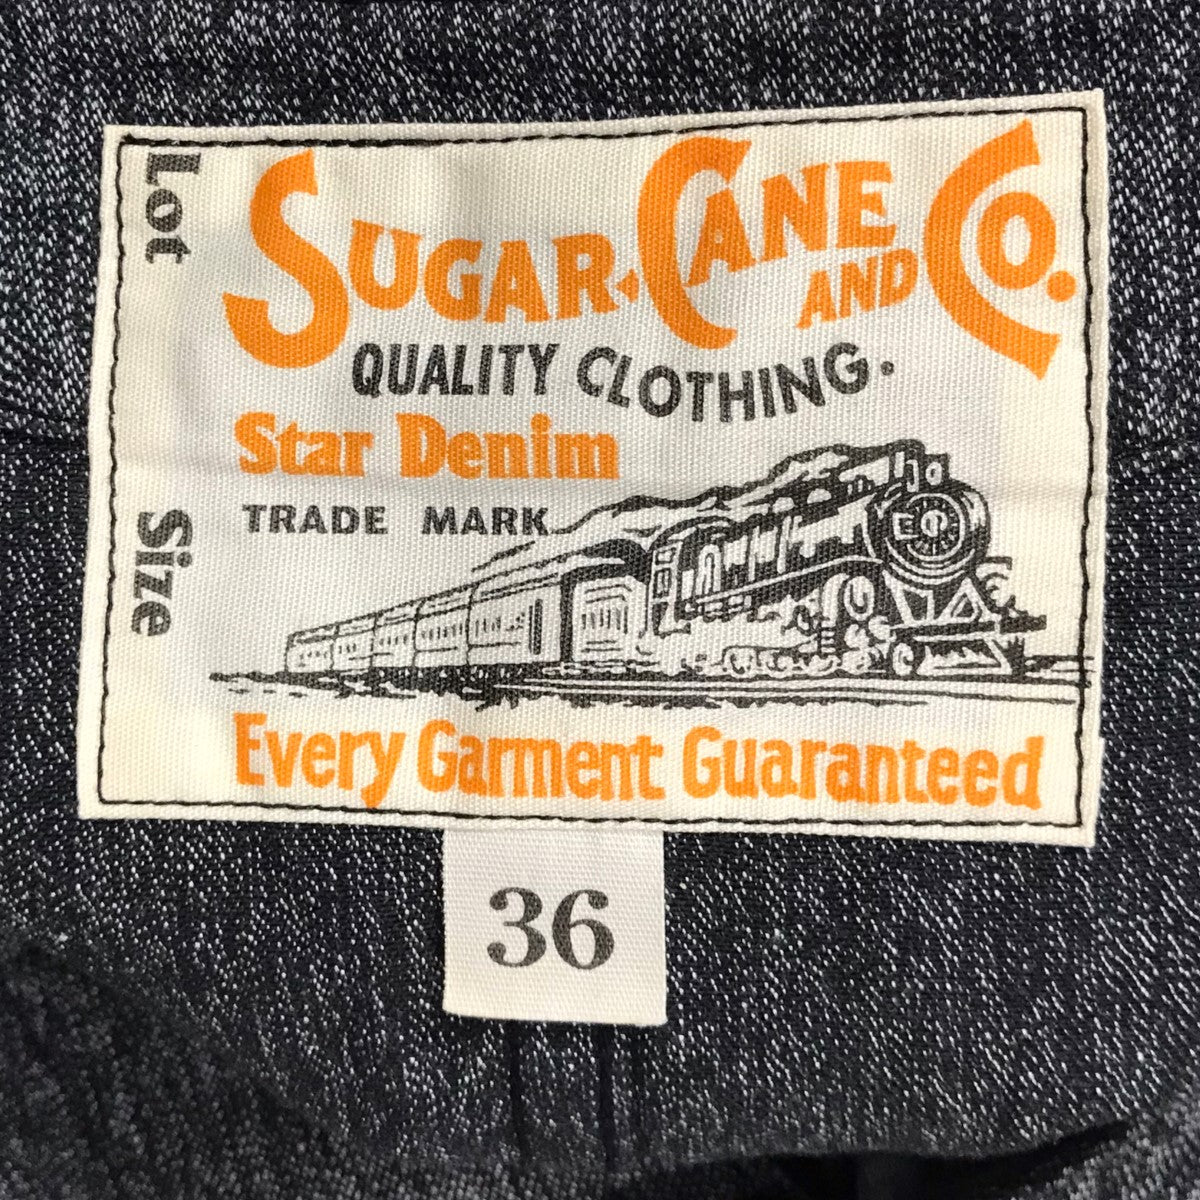 Lot
SUGAR CANE AND CO.
QUALITY CLOTHING.
Star Denim
TRADE MARK
Size
Every Garment Guaranteed
36